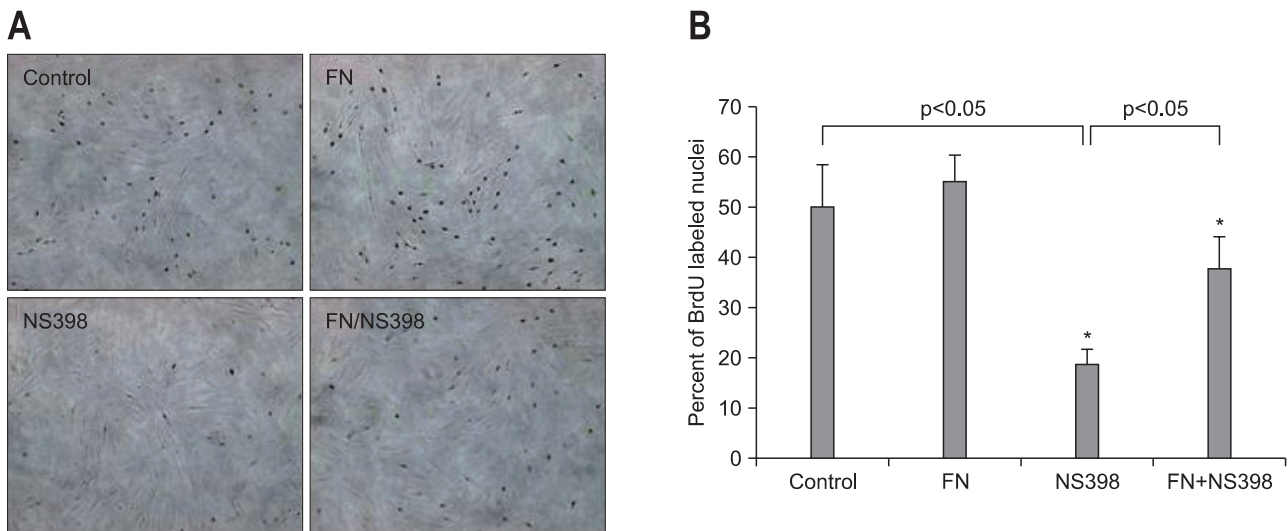 A
Control
FN
NS398
FN/NS398
B
Percent of BrdU labeled nuclei
70
60
50
40
30
20
10
0
p<0.05
p<0.05
*
*
Control
FN
NS398
FN+NS398